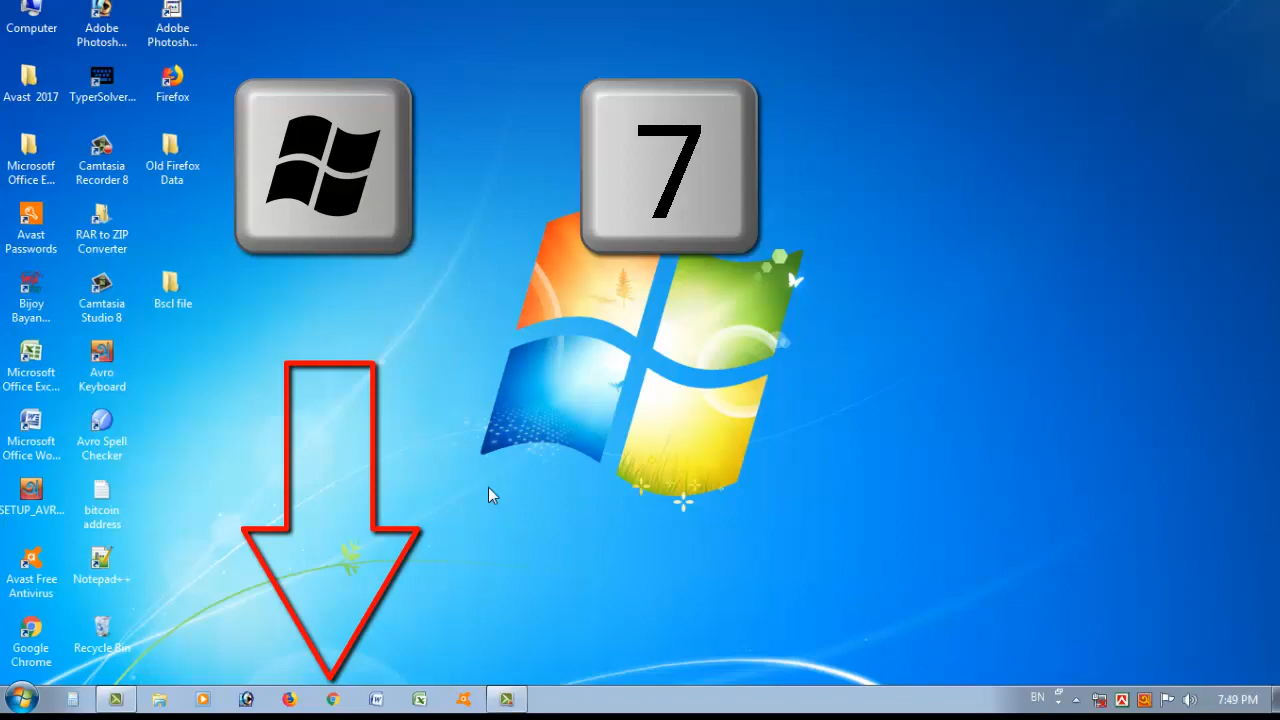 Computer
Adobe
Photosh...
Adobe
Photosh...
Avast 2017
TyperSolver...
Firefox
Microsotf
Office E...
Camtasia
Recorder 8
Old Firefox
Data
Avast
Passwords
RAR to ZIP
Converter
Bijoy
Bayan...
Camtasia
Studio 8
Bscl file
Microsoft
Office Exc...
Avro
Keyboard
Microsoft
Office Wo...
Avro Spell
Checker
SETUP_AVR...
bitcoin
address
Avast Free
Antivirus
Notepad++
Google
Chrome
Recycle Bin
7
BN
7:49 PM